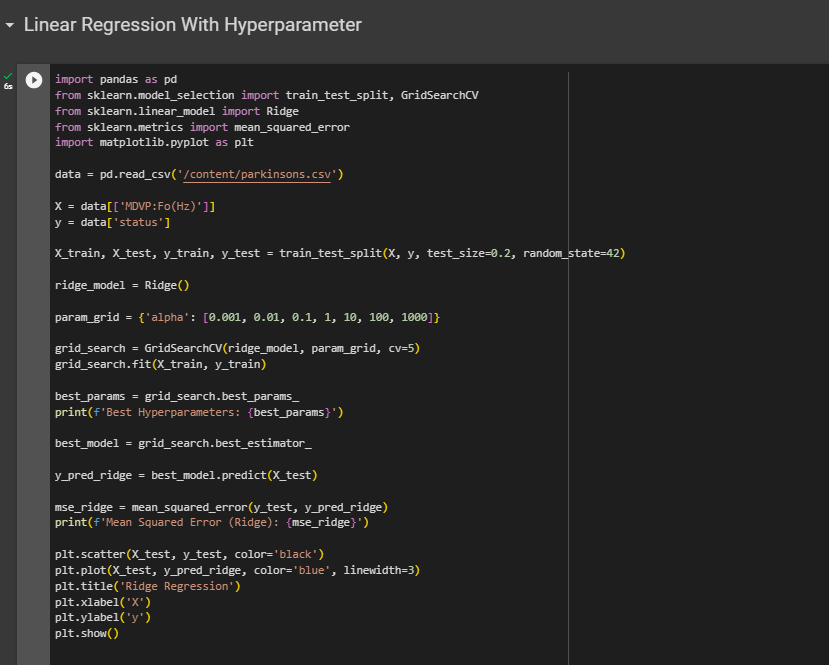 Linear Regression With Hyperparameter
6s
import pandas as pd
from sklearn.model_selection import train_test_split, GridSearchCV
from sklearn.linear_model import Ridge
from sklearn.metrics import mean_squared_error
import matplotlib.pyplot as plt
data = pd.read_csv('/content/parkinsons.csv')
X = data[['MDVP:Fo(Hz)']]
y = data['status']
X_train, X_test, y_train, y_test = train_test_split(X, y, test_size=0.2, random_state=42)
ridge_model = Ridge()
param_grid = {'alpha': [0.001, 0.01, 0.1, 1, 10, 100, 1000]}
grid_search = GridSearchCV(ridge_model, param_grid, cv=5)
grid_search.fit(X_train, y_train)
best_params = grid_search.best_params_
print(f'Best Hyperparameters: {best_params}')
best_model = grid_search.best_estimator_
y_pred_ridge = best_model.predict(X_test)
mse_ridge = mean_squared_error(y_test, y_pred_ridge)
print(f'Mean Squared Error (Ridge): {mse_ridge}')
plt.scatter(X_test, y_test, color='black')
plt.plot(X_test, y_pred_ridge, color='blue', linewidth=3)
plt.title('Ridge Regression')
plt.xlabel('X')
plt.ylabel('y')
plt.show()